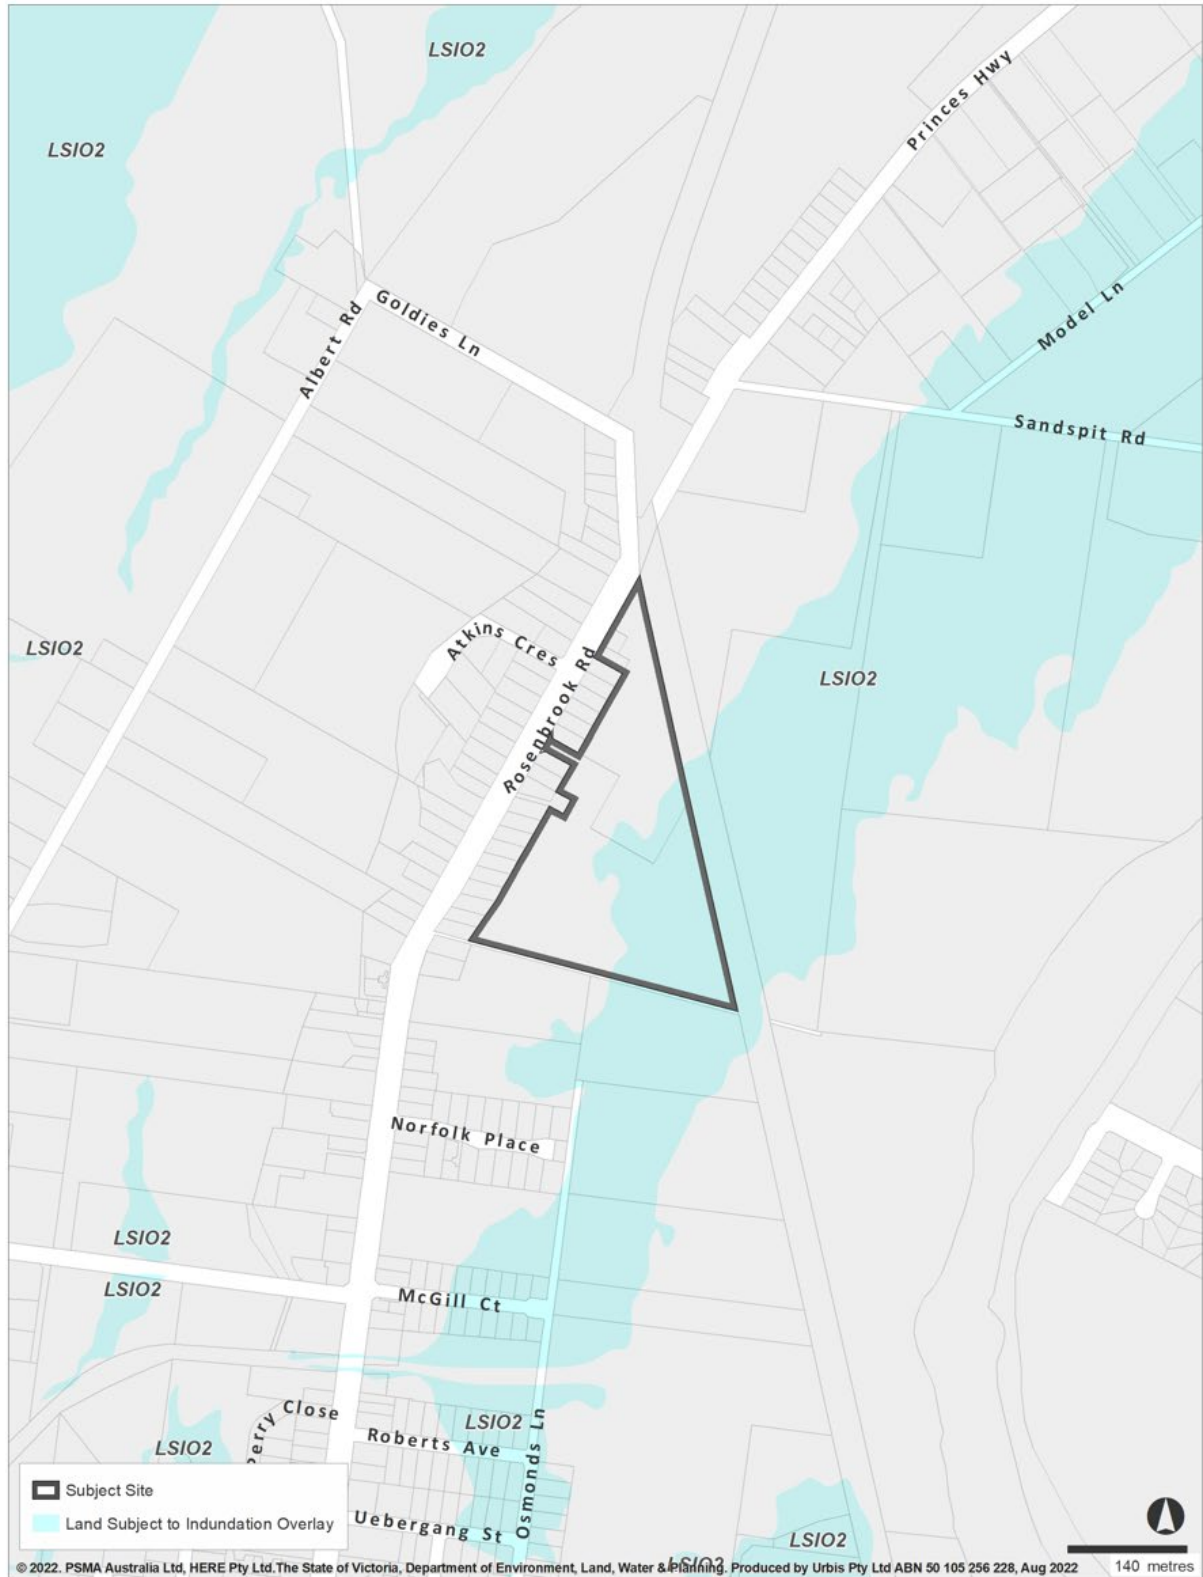 LSIO2
Princes Hwy
LSIO2
Goldies Ln
Model Ln
Albert Rd
Sandspit Rd
Atkins Cres
LSIO2
LSIO2
Rosenbrook Rd
Norfolk Place
LSIO2
LSIO2
McGill Ct
Perry Close
LSIO2
Roberts Ave
LSIO2
Osmonds Ln
Subject Site
Land Subject to Indundation Overlay
Uebergang St
LSIO2
LSIO2
140 metres
© 2022. PSMA Australia Ltd, HERE Pty Ltd.The State of Victoria, Department of Environment, Land, Water & Planning. Produced by Urbis Pty Ltd ABN 50 105 256 228, Aug 2022